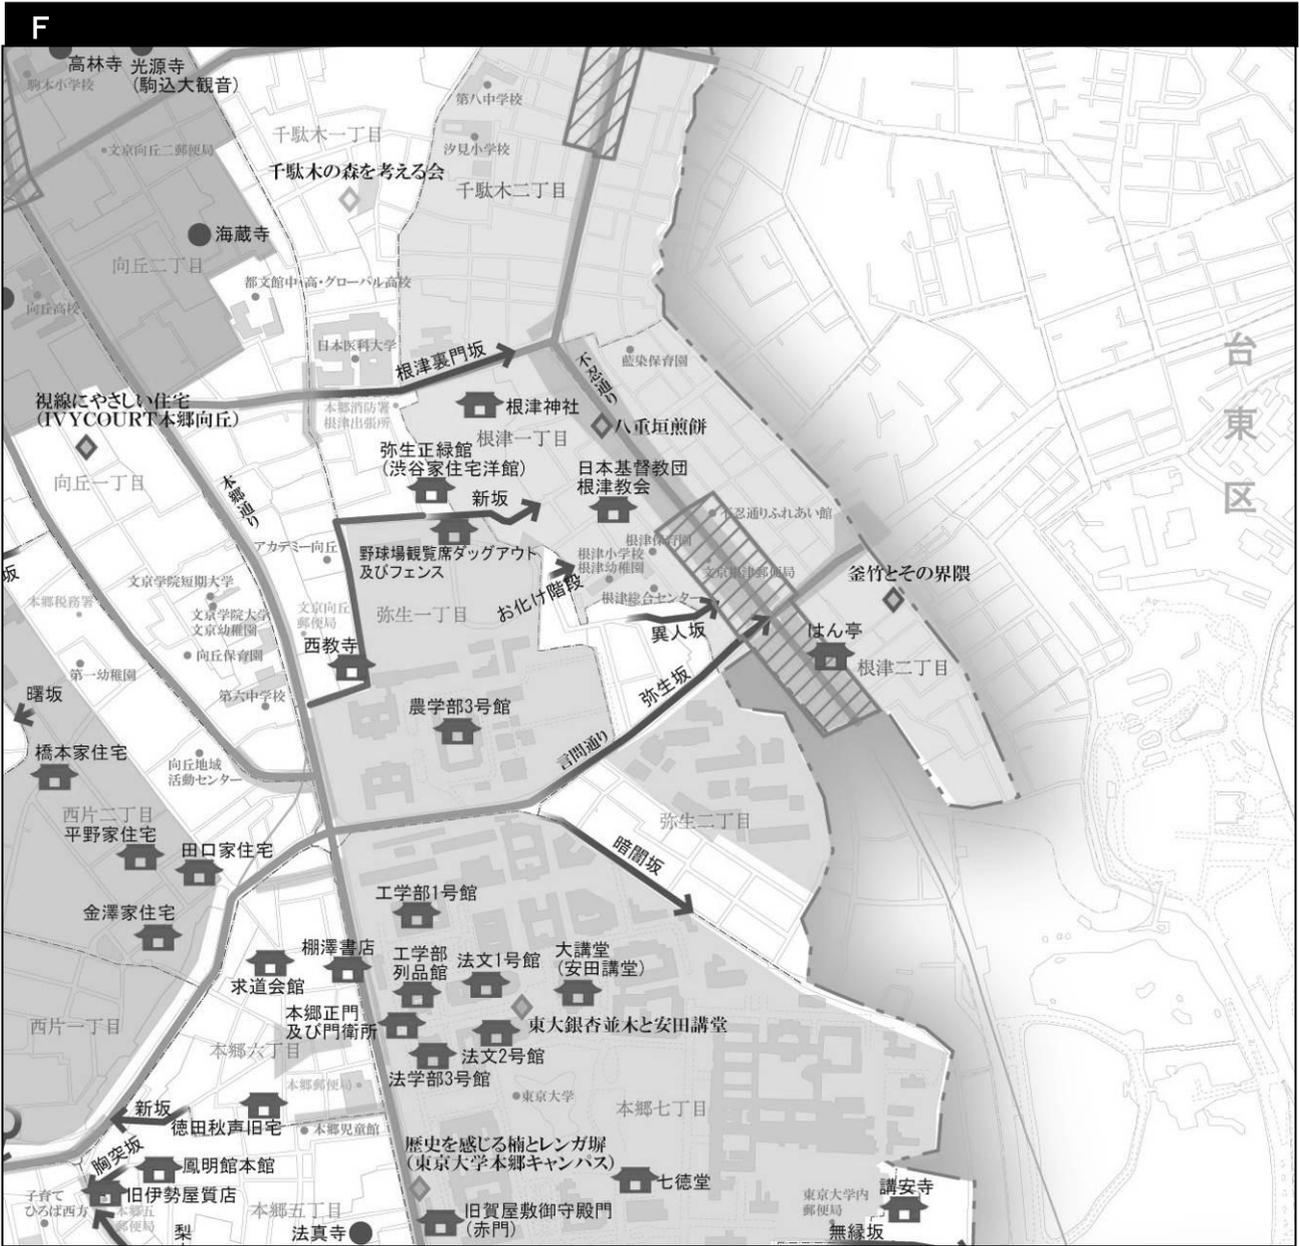 F
高林寺
光源寺
(駒込大観音)
駒本小学校
第八中学校
千駄木一丁目
文京向丘二郵便局
汐見小学校
千駄木の森を考える会
千駄木二丁目
海蔵寺
向丘二丁目
都文館中・高・グローバル高校
向丘高校
台東区
日本医科大学
根津裏門坂
不忍通り
藍染保育園
視線にやさしい住宅
(IVYCOURT本郷向丘)
本郷消防署
根津出張所
根津神社
八重垣煎餅
根津一丁目
弥生正緑館
(渋谷家住宅洋館)
日本基督教団
根津教会
向丘一丁目
本郷通り
新坂
不忍通りふれあい館
アカデミー向丘
野球場観覧席ダッグアウト
及びフェンス
根津保育園
根津小学校
根津幼稚園
文京根津郵便局
釜竹とその界隈
坂
文京学院短期大学
本郷税務署
文京学院大学
文京幼稚園
文京向丘
郵便局
弥生一丁目
お化け階段
根津総合センター
異人坂
はん亭
西教寺
向丘保育園
第一幼稚園
根津二丁目
曙坂
第六中学校
弥生坂
農学部3号館
言問通り
橋本家住宅
向丘地域
活動センター
西片二丁目
弥生二丁目
平野家住宅
田口家住宅
暗闇坂
工学部1号館
金澤家住宅
棚澤書店
工学部
列品館
法文1号館
大講堂
(安田講堂)
求道会館
本郷正門
及び門衛所
東大銀杏並木と安田講堂
西片一丁目
本郷六丁目
法文2号館
法学部3号館
本郷郵便局
東京大学
本郷七丁目
新坂
徳田秋声旧宅
本郷児童館
胸突坂
歴史を感じる楠とレンガ塀
(東京大学本郷キャンパス)
鳳明館本館
七徳堂
子育て
ひろば西方
旧伊勢屋質店
本郷五
郵便局
本郷五丁目
東京大学内
郵便局
講安寺
旧賀屋敷御守殿門
(赤門)
梨
法真寺
無縁坂